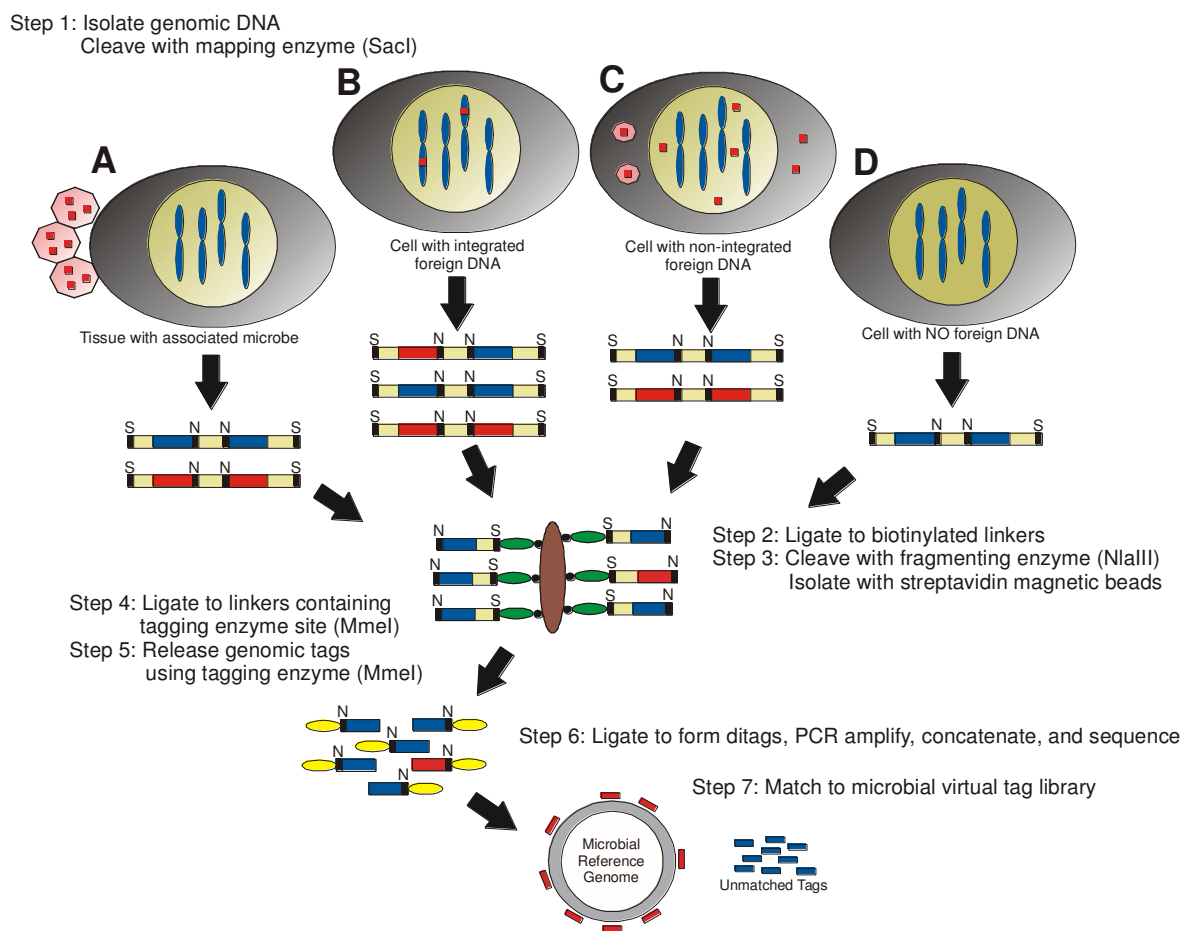 Step 1: Isolate genomic DNA
Cleave with mapping enzyme (SacI)
B
C
A
D
Cell with integrated
foreign DNA
Cell with non-integrated
foreign DNA
Tissue with associated microbe
Cell with NO foreign DNA
S N N S
S N N S
S N N S
S N N S
S N N S
S N N S
S N N S
S N N S
N S S N
N S S N
N S S N
Step 2: Ligate to biotinylated linkers
Step 3: Cleave with fragmenting enzyme (NlaIII)
Isolate with streptavidin magnetic beads
Step 4: Ligate to linkers containing
tagging enzyme site (MmeI)
Step 5: Release genomic tags
using tagging enzyme (MmeI)
N N
N
N N
N
Step 6: Ligate to form ditags, PCR amplify, concatenate, and sequence
Step 7: Match to microbial virtual tag library
Microbial
Reference
Genome
Unmatched Tags